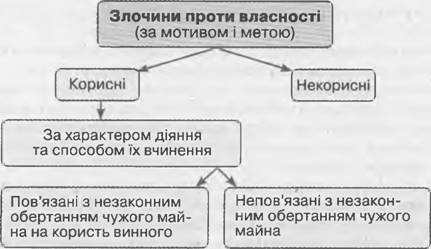 Злочини проти власності
(за мотивом і метою)
Корисні
Некорисні
За характером діяння
та способом їх вчинення
Пов'язані з незаконним
обертанням чужого май-
на на користь винного
Непов'язані з незакон-
ним обертанням чужого
майна